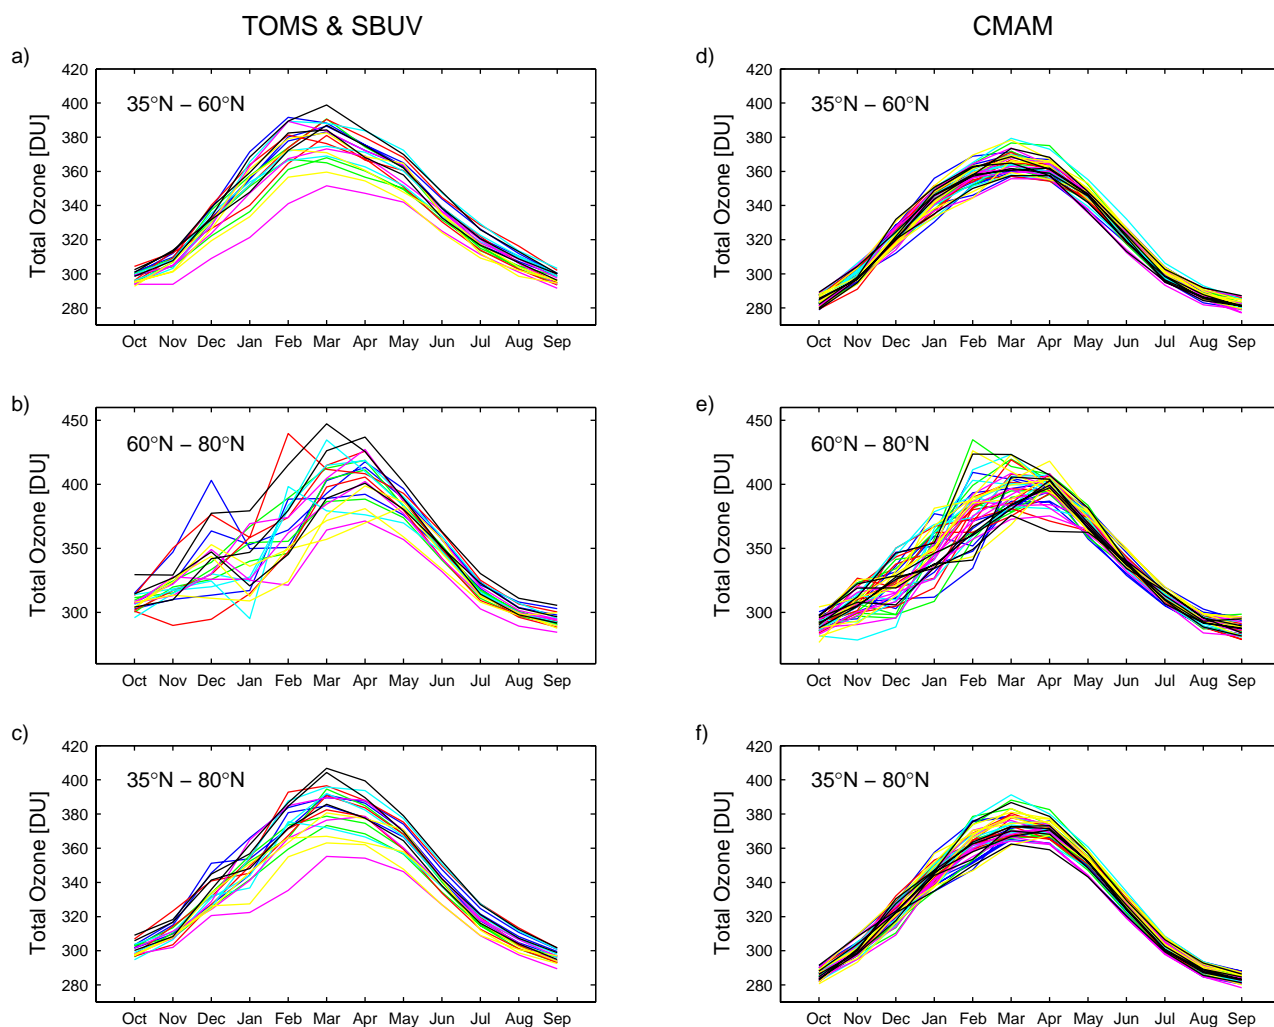 TOMS & SBUV
CMAM
a)
35°N − 60°N
Total Ozone [DU]
420
400
380
360
340
320
300
280
Oct Nov Dec Jan Feb Mar Apr May Jun Jul Aug Sep
d)
35°N − 60°N
Total Ozone [DU]
420
400
380
360
340
320
300
280
Oct Nov Dec Jan Feb Mar Apr May Jun Jul Aug Sep
b)
60°N − 80°N
Total Ozone [DU]
450
400
350
300
Oct Nov Dec Jan Feb Mar Apr May Jun Jul Aug Sep
e)
60°N − 80°N
Total Ozone [DU]
450
400
350
300
Oct Nov Dec Jan Feb Mar Apr May Jun Jul Aug Sep
c)
35°N − 80°N
Total Ozone [DU]
420
400
380
360
340
320
300
280
Oct Nov Dec Jan Feb Mar Apr May Jun Jul Aug Sep
f)
35°N − 80°N
Total Ozone [DU]
420
400
380
360
340
320
300
280
Oct Nov Dec Jan Feb Mar Apr May Jun Jul Aug Sep